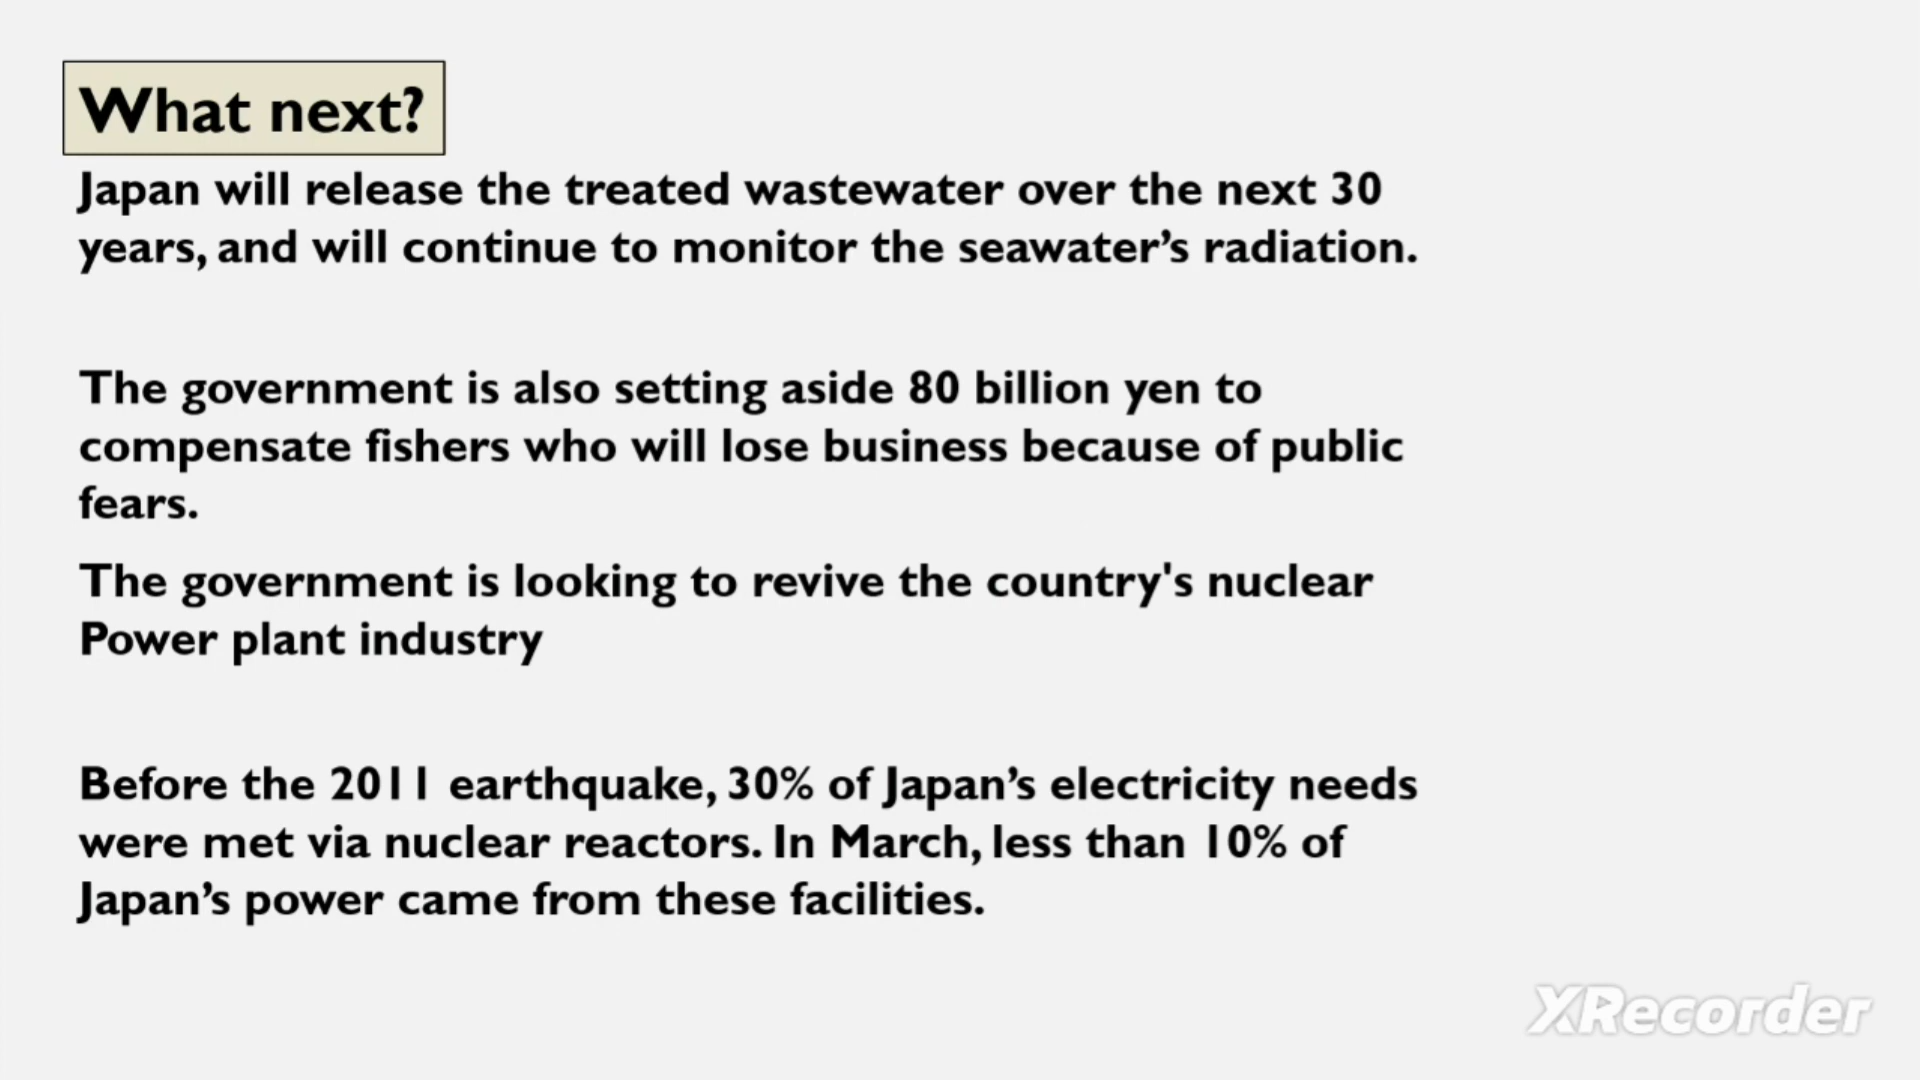 What next?
Japan will release the treated wastewater over the next 30
years, and will continue to monitor the seawater’s radiation.
The government is also setting aside 80 billion yen to
compensate fishers who will lose business because of public
fears.
The government is looking to revive the country's nuclear
Power plant industry
Before the 2011 earthquake, 30% of Japan’s electricity needs
were met via nuclear reactors. In March, less than 10% of
Japan’s power came from these facilities.
XRecorder